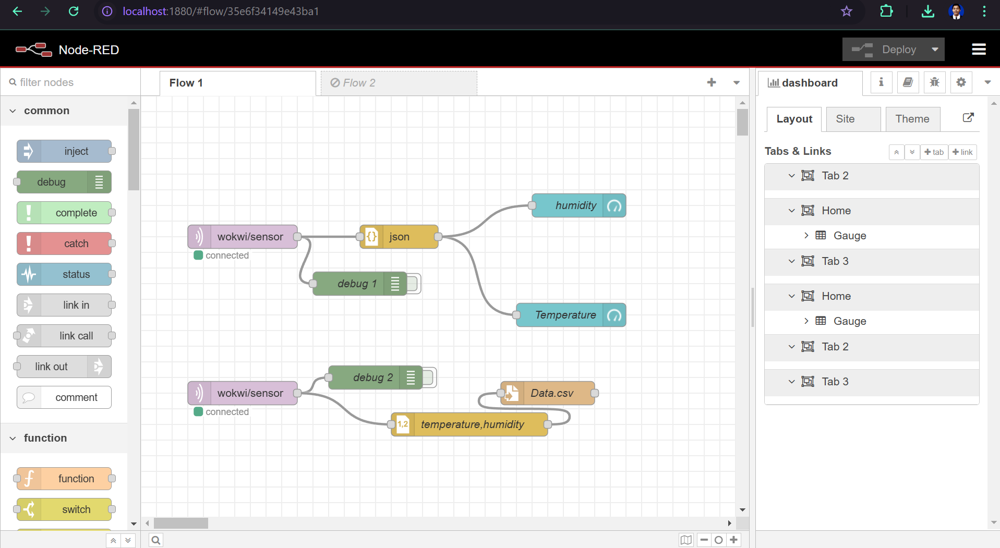 localhost:1880/#flow/35e6f34149e43ba1
Node-RED
Deploy
filter nodes
Flow 1
Flow 2
dashboard
common
inject
debug
complete
catch
status
link in
link call
link out
comment
function
function
switch
humidity
wokwi/sensor
json
connected
debug 1
Temperature
debug 2
wokwi/sensor
Data.csv
connected
1,2
temperature,humidity
Layout
Site
Theme
Tabs & Links
tab
link
Tab 2
Home
Gauge
Tab 3
Home
Gauge
Tab 2
Tab 3